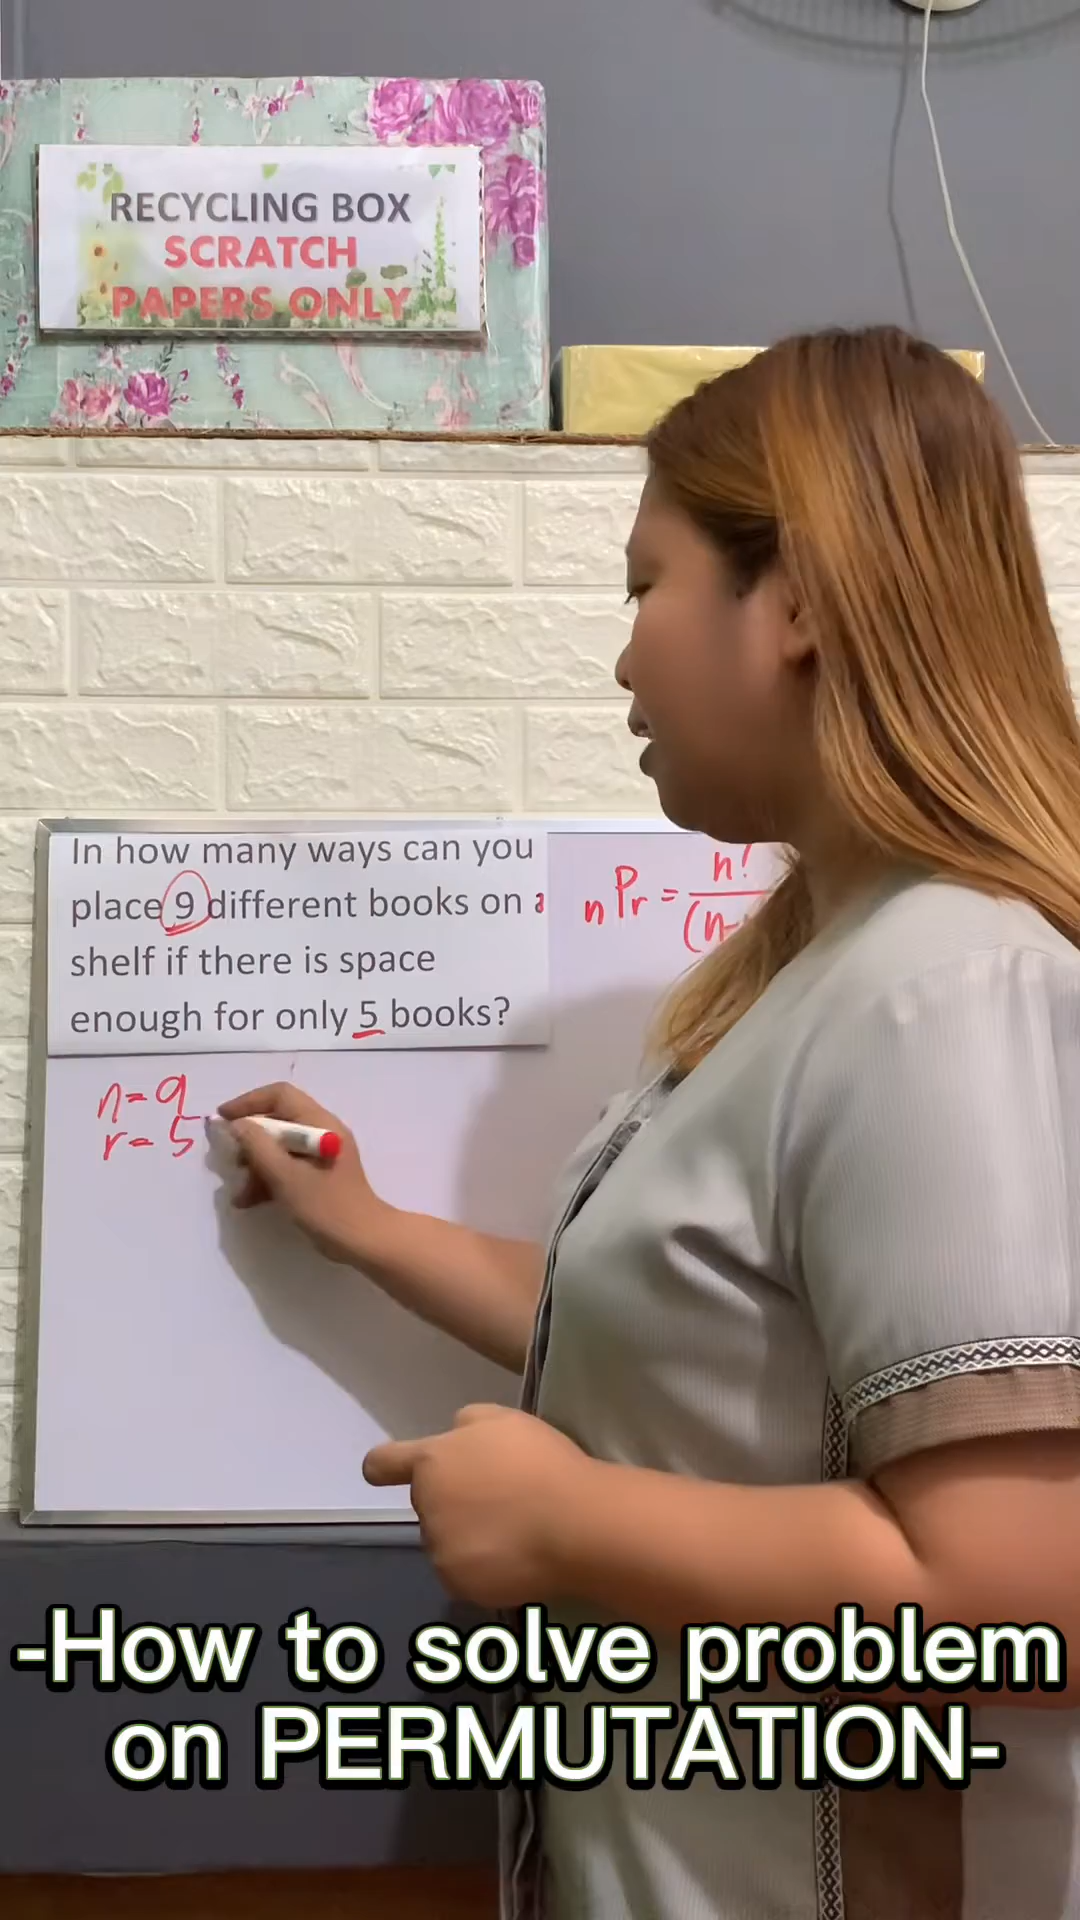 RECYCLING BOX
SCRATCH
PAPERS ONLY
In how many ways can you
place 9 different books on a
shelf if there is space
enough for only 5 books?
nPr = n!
(n-
n = 9
r = 5
-How to solve problem
on PERMUTATION-